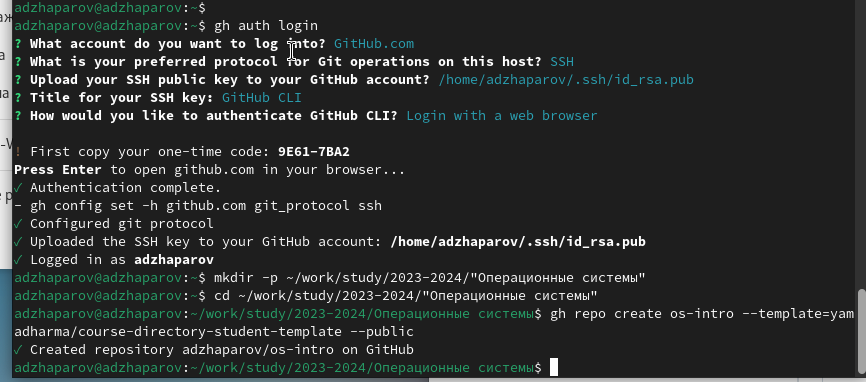 adzhaparov@adzhaparov:~$
adzhaparov@adzhaparov:~$ gh auth login
? What account do you want to log into? GitHub.com
? What is your preferred protocol for Git operations on this host? SSH
? Upload your SSH public key to your GitHub account? /home/adzhaparov/.ssh/id_rsa.pub
? Title for your SSH key: GitHub CLI
? How would you like to authenticate GitHub CLI? Login with a web browser
! First copy your one-time code: 9E61-7BA2
Press Enter to open github.com in your browser...
✓ Authentication complete.
- gh config set -h github.com git_protocol ssh
✓ Configured git protocol
✓ Uploaded the SSH key to your GitHub account: /home/adzhaparov/.ssh/id_rsa.pub
✓ Logged in as adzhaparov
adzhaparov@adzhaparov:~$ mkdir -p ~/work/study/2023-2024/"Операционные системы"
adzhaparov@adzhaparov:~$ cd ~/work/study/2023-2024/"Операционные системы"
adzhaparov@adzhaparov:~/work/study/2023-2024/Операционные системы$ gh repo create os-intro --template=yam
adharma/course-directory-student-template --public
✓ Created repository adzhaparov/os-intro on GitHub
adzhaparov@adzhaparov:~/work/study/2023-2024/Операционные системы$